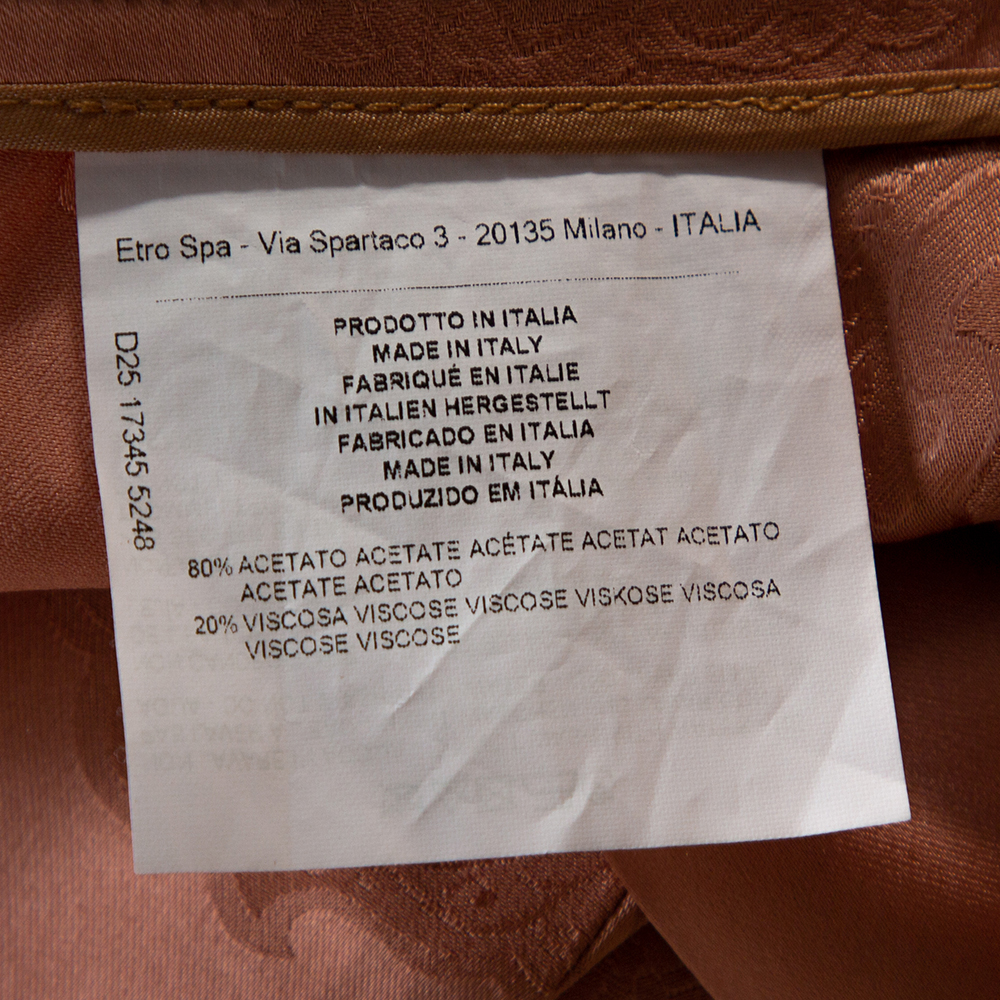 Etro Spa - Via Spartaco 3 - 20135 Milano - ITALIA
PRODOTTO IN ITALIA
MADE IN ITALY
FABRIQUÉ EN ITALIE
IN ITALIEN HERGESTELLT
FABRICADO EN ITALIA
MADE IN ITALY
PRODUZIDO EM ITÁLIA
D25 17345 5248
80% ACETATO ACETATE ACÉTATE ACETAT ACETATO
ACETATE ACETATO
20% VISCOSA VISCOSE VISCOSE VISKOSE VISCOSA
VISCOSE VISCOSE